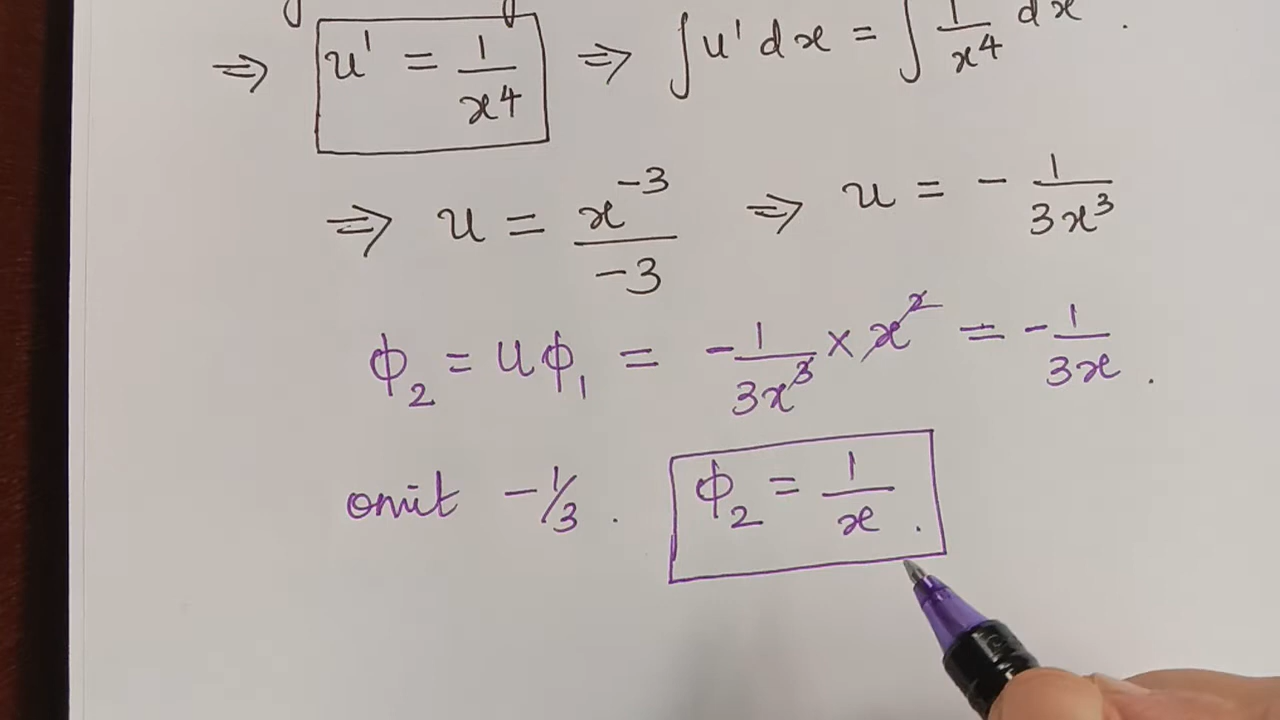 ⇒ u' = 1/x⁴ ⇒ ∫u' dx = ∫ 1/x⁴ dx .
⇒ u = x⁻³/-3 ⇒ u = - 1/3x³
ϕ₂ = uϕ₁ = -1/3x³ × x² = -1/3x .
omit -1/3 . ϕ₂ = 1/x .